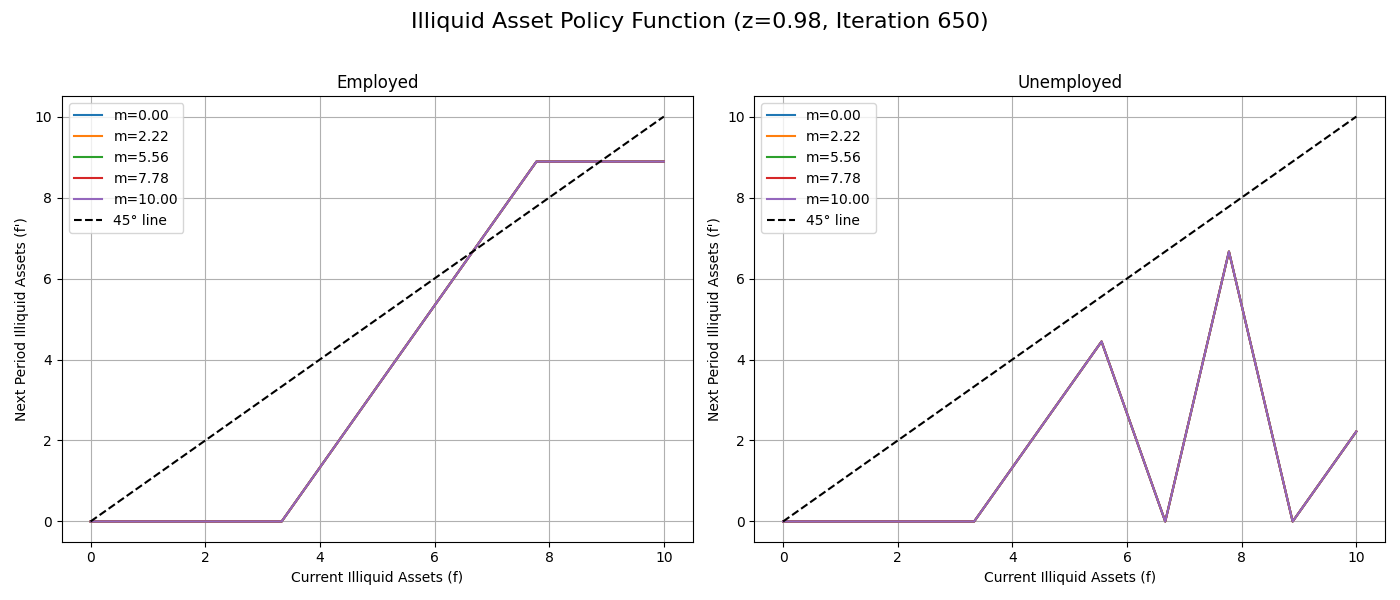 Illiquid Asset Policy Function (z=0.98, Iteration 650)
Employed
m=0.00
m=2.22
m=5.56
m=7.78
m=10.00
45° line
10
8
6
4
2
0
Next Period Illiquid Assets (f')
0 2 4 6 8 10
Current Illiquid Assets (f)
Unemployed
m=0.00
m=2.22
m=5.56
m=7.78
m=10.00
45° line
10
8
6
4
2
0
Next Period Illiquid Assets (f')
0 2 4 6 8 10
Current Illiquid Assets (f)